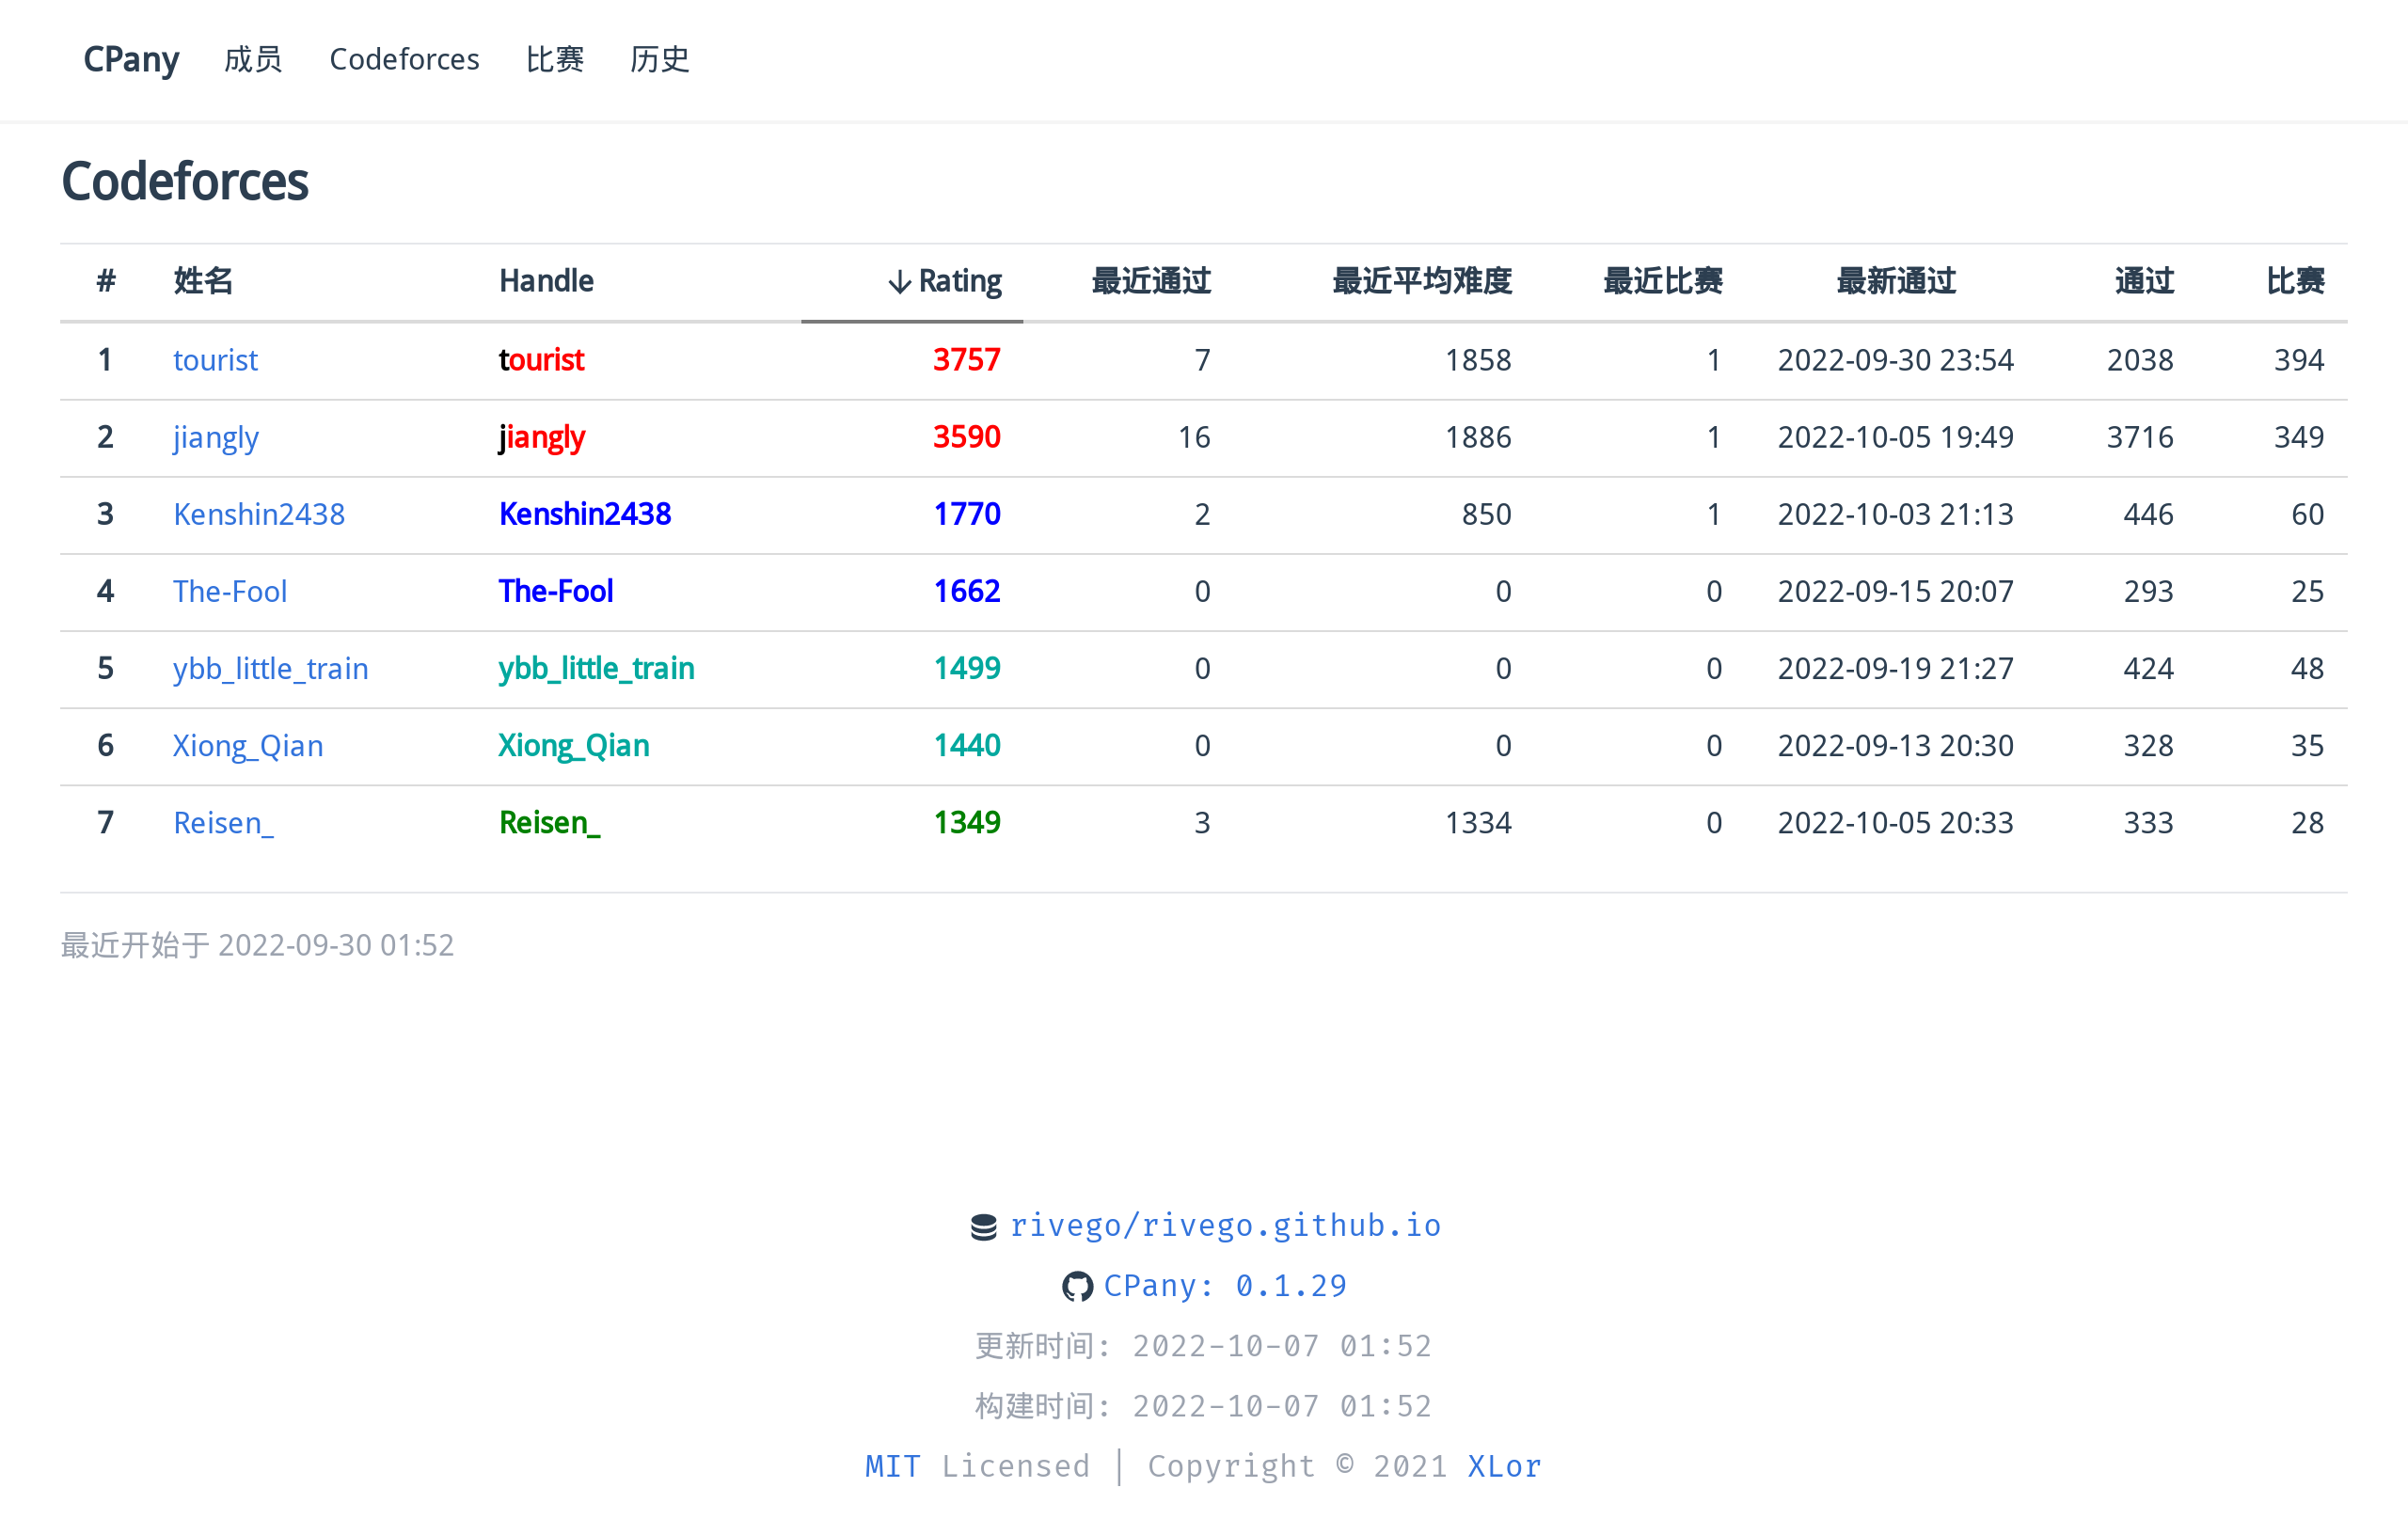 CPany 成员 Codeforces 比赛 历史
Codeforces
# 姓名 Handle ↓ Rating 最近通过 最近平均难度 最近比赛 最新通过 通过 比赛
1 tourist tourist 3757 7 1858 1 2022-09-30 23:54 2038 394
2 jiangly jiangly 3590 16 1886 1 2022-10-05 19:49 3716 349
3 Kenshin2438 Kenshin2438 1770 2 850 1 2022-10-03 21:13 446 60
4 The-Fool The-Fool 1662 0 0 0 2022-09-15 20:07 293 25
5 ybb_little_train ybb_little_train 1499 0 0 0 2022-09-19 21:27 424 48
6 Xiong_Qian Xiong_Qian 1440 0 0 0 2022-09-13 20:30 328 35
7 Reisen_ Reisen_ 1349 3 1334 0 2022-10-05 20:33 333 28
最近开始于 2022-09-30 01:52
rivego/rivego.github.io
CPany: 0.1.29
更新时间: 2022-10-07 01:52
构建时间: 2022-10-07 01:52
MIT Licensed | Copyright © 2021 XLor